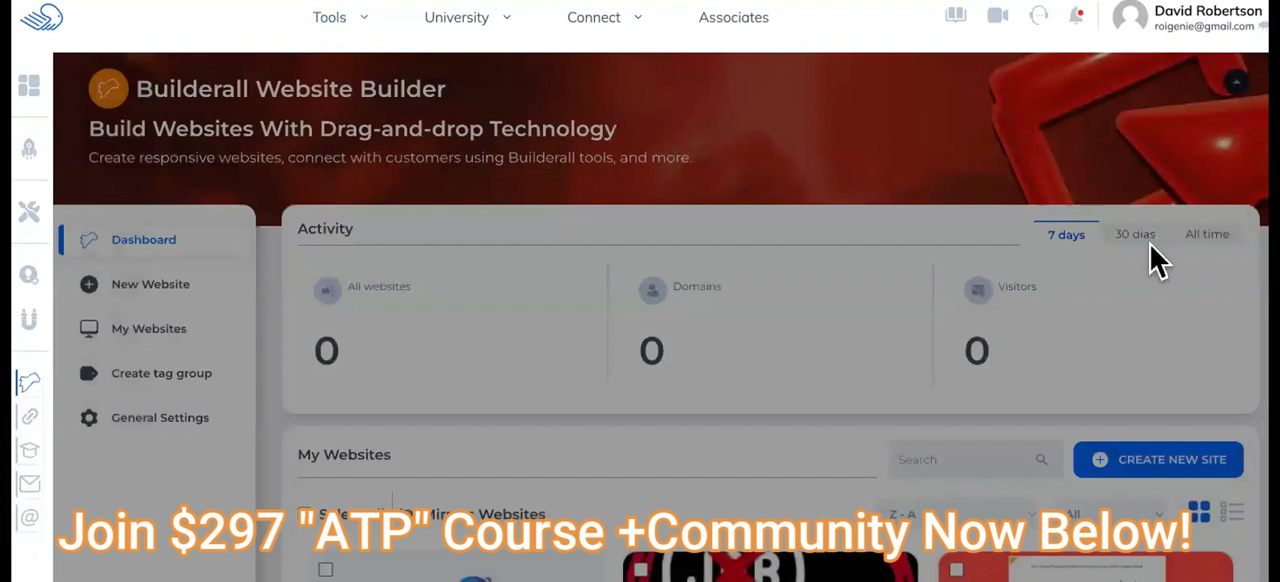 Tools University Connect Associates
David Robertson
roigenie@gmail.com
Builderall Website Builder
Build Websites With Drag-and-drop Technology
Create responsive websites, connect with customers using Builderall tools, and more.
Dashboard
New Website
My Websites
Create tag group
General Settings
Activity
7 days 30 dias All time
All websites Domains Visitors
0 0 0
My Websites
Search
CREATE NEW SITE
Websites
Z - A All
Join $297 "ATP" Course +Community Now Below!